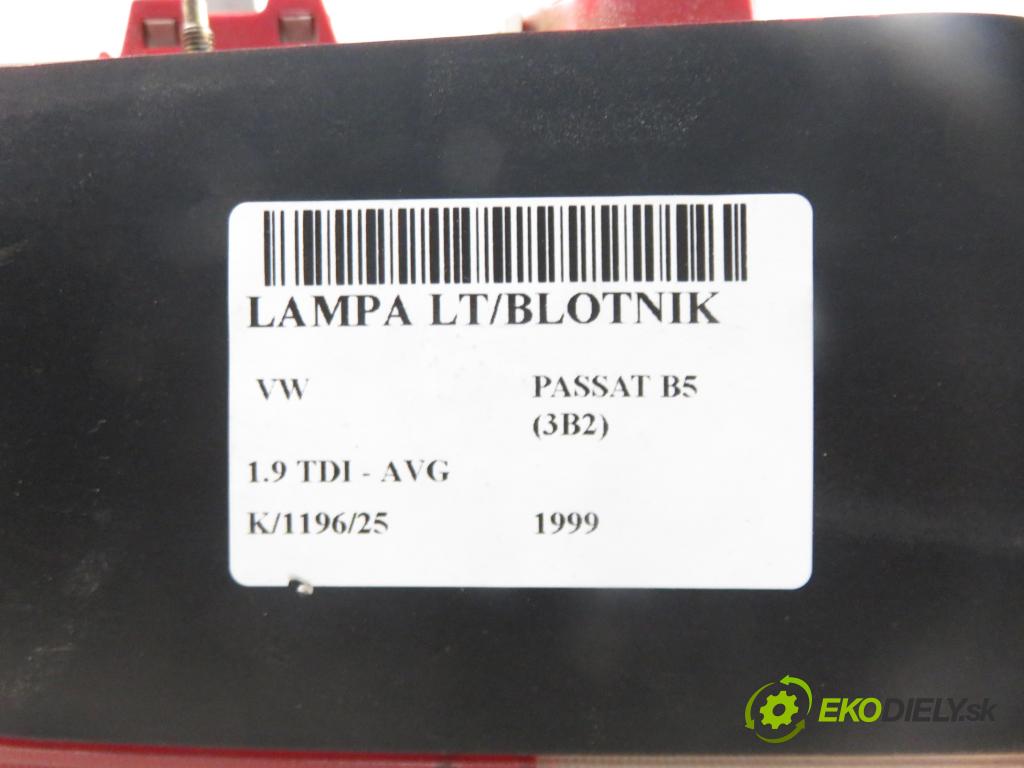 LAMPA LT/BLOTNIK
VW PASSAT B5
(3B2)
1.9 TDI - AVG
K/1196/25 1999
EKODIELY.sk